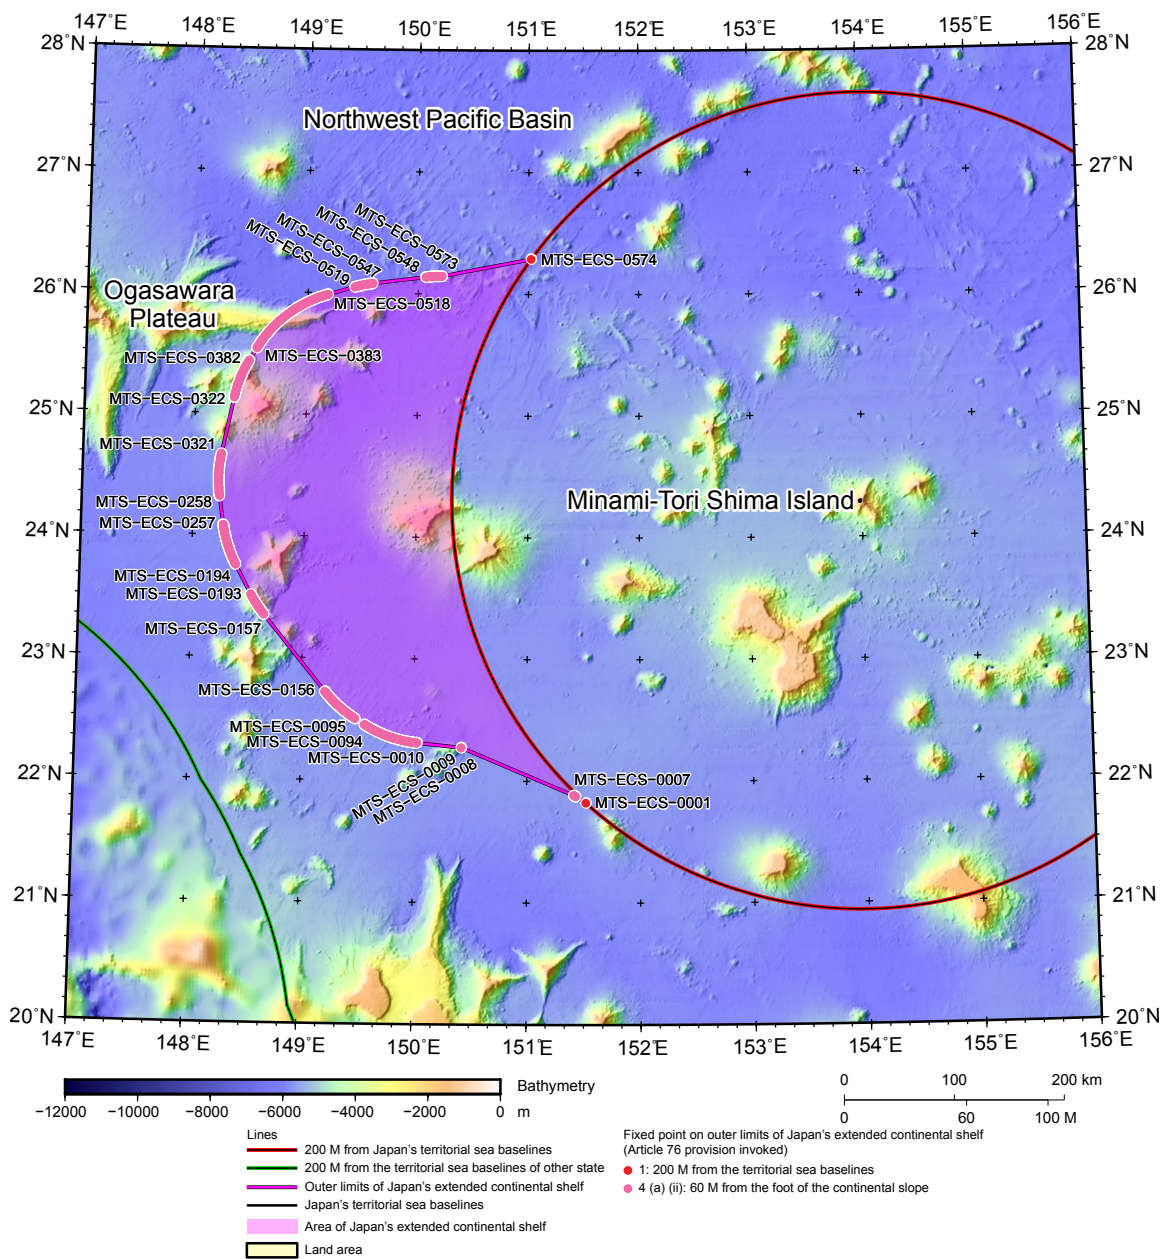 147°E 148°E 149°E 150°E 151°E 152°E 153°E 154°E 155°E 156°E
28°N 28°N
Northwest Pacific Basin
27°N 27°N
MTS-ECS-0573
MTS-ECS-0548
MTS-ECS-0547
MTS-ECS-0519
MTS-ECS-0574
26°N 26°N
Ogasawara
Plateau
MTS-ECS-0518
MTS-ECS-0382 MTS-ECS-0383
MTS-ECS-0322
25°N 25°N
MTS-ECS-0321
MTS-ECS-0258
Minami-Tori Shima Island
MTS-ECS-0257
24°N 24°N
MTS-ECS-0194
MTS-ECS-0193
MTS-ECS-0157
23°N 23°N
MTS-ECS-0156
MTS-ECS-0095
MTS-ECS-0094
MTS-ECS-0010
MTS-ECS-0009
MTS-ECS-0008
22°N 22°N
MTS-ECS-0007
MTS-ECS-0001
21°N 21°N
20°N 20°N
147°E 148°E 149°E 150°E 151°E 152°E 153°E 154°E 155°E 156°E
Bathymetry
−12000 −10000 −8000 −6000 −4000 −2000 0 m
0 100 200 km
0 60 100 M
Lines
200 M from Japan's territorial sea baselines
200 M from the territorial sea baselines of other state
Outer limits of Japan's extended continental shelf
Japan's territorial sea baselines
Area of Japan's extended continental shelf
Land area
Fixed point on outer limits of Japan's extended continental shelf
(Article 76 provision invoked)
1: 200 M from the territorial sea baselines
4 (a) (ii): 60 M from the foot of the continental slope